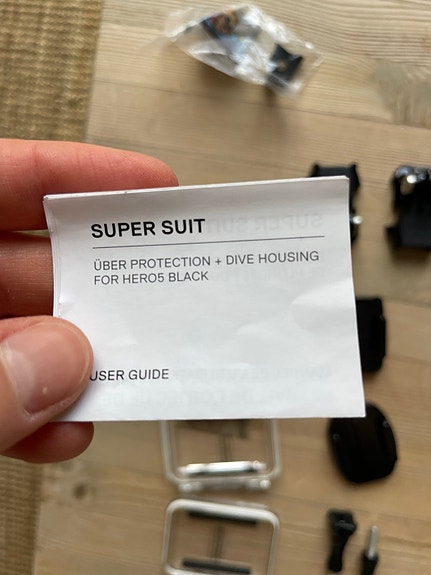 SUPER SUIT
ÜBER PROTECTION + DIVE HOUSING
FOR HERO5 BLACK
USER GUIDE